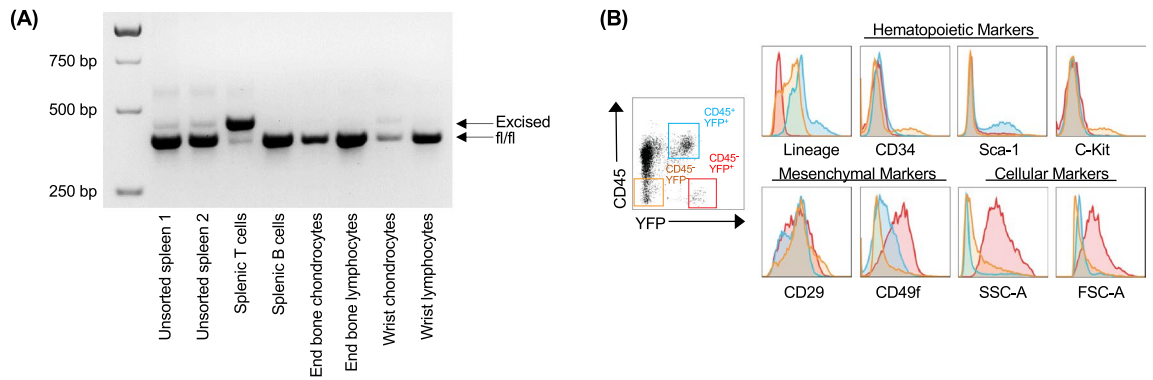 (A)
750 bp
500 bp
250 bp
Excised
fl/fl
Unsorted spleen 1
Unsorted spleen 2
Splenic T cells
Splenic B cells
End bone chondrocytes
End bone lymphocytes
Wrist chondrocytes
Wrist lymphocytes
(B)
CD45
YFP
CD45⁺
YFP⁺
CD45⁻
YFP⁺
CD45⁻
YFP⁻
Hematopoietic Markers
Lineage
CD34
Sca-1
C-Kit
Mesenchymal Markers
Cellular Markers
CD29
CD49f
SSC-A
FSC-A